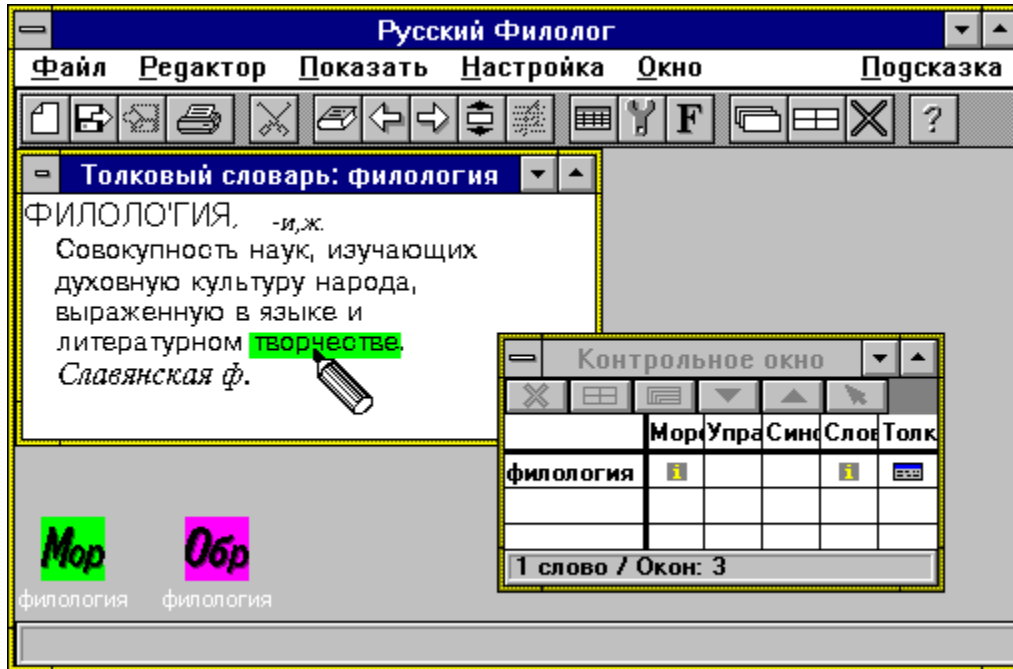 Русский Филолог
Файл Редактор Показать Настройка Окно Подсказка
F ?
Толковый словарь: филология
ФИЛОЛО'ГИЯ, -и,ж.
Совокупность наук, изучающих
духовную культуру народа,
выраженную в языке и
литературном творчестве.
Славянская ф.
Контрольное окно
Мор Упра Сино Слов Толк
филология i i
1 слово / Окон: 3
Мор Обр
филология филология